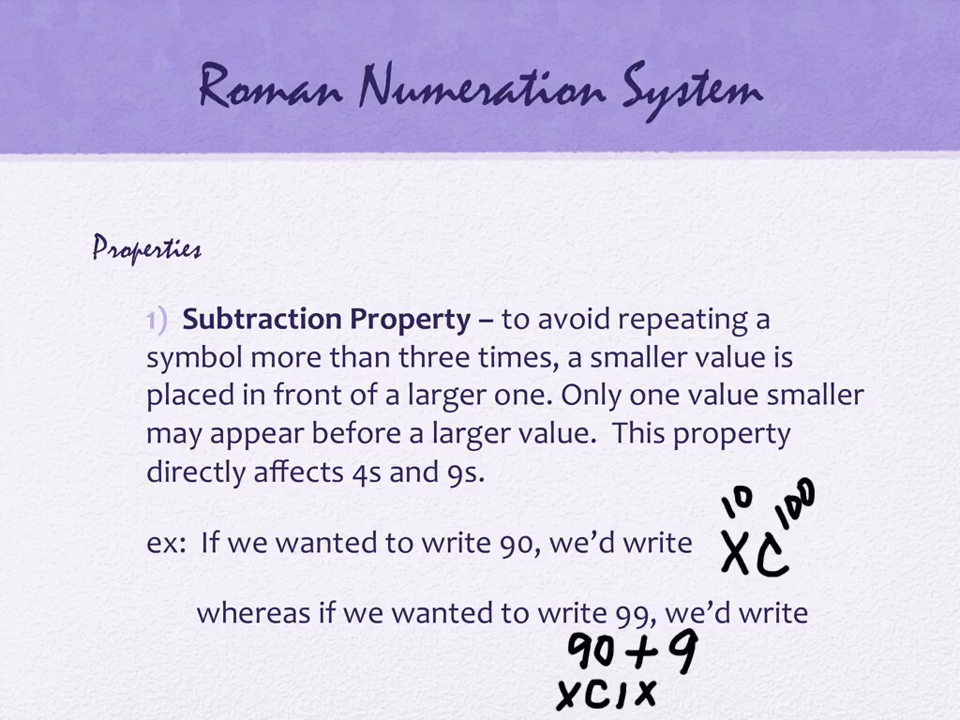 Roman Numeration System
Properties
1) Subtraction Property – to avoid repeating a
symbol more than three times, a smaller value is
placed in front of a larger one. Only one value smaller
may appear before a larger value. This property
directly affects 4s and 9s.
10 100
ex: If we wanted to write 90, we’d write XC
whereas if we wanted to write 99, we’d write
90 + 9
XCIX